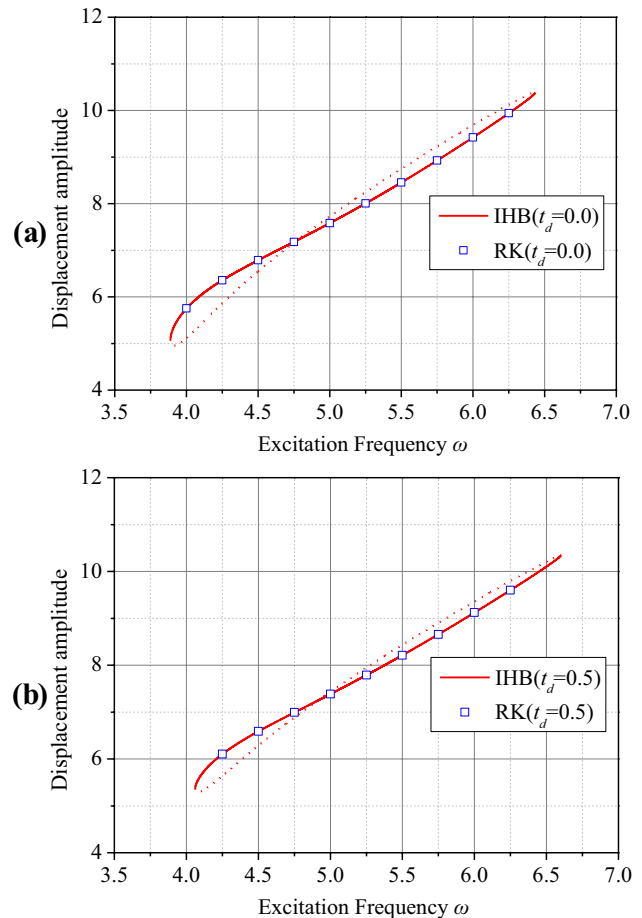 (a)
Displacement amplitude
12
10
8
6
4
IHB(t_d=0.0)
RK(t_d=0.0)
3.5 4.0 4.5 5.0 5.5 6.0 6.5 7.0
Excitation Frequency ω
(b)
Displacement amplitude
12
10
8
6
4
IHB(t_d=0.5)
RK(t_d=0.5)
3.5 4.0 4.5 5.0 5.5 6.0 6.5 7.0
Excitation Frequency ω